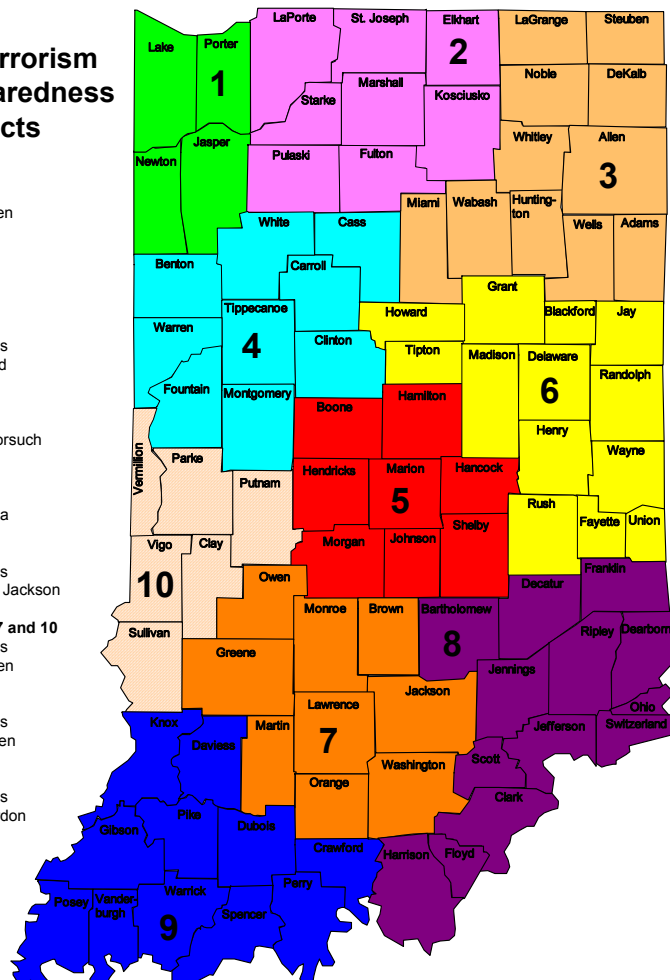 rrorism
aredness
cts
en
s
d
orsuch
a
s
Jackson
7 and 10
s
en
s
en
s
don
LaPorte
St. Joseph
Elkhart
LaGrange
Steuben
Lake
Porter
1
2
Noble
DeKalb
Starke
Marshall
Kosciusko
Whitley
Allen
3
Newton
Jasper
Pulaski
Fulton
Miami
Wabash
Hunting-
ton
Wells
Adams
White
Cass
Benton
Carroll
Grant
Tippecanoe
Howard
Blackford
Jay
Warren
4
Clinton
Tipton
Madison
Delaware
6
Randolph
Fountain
Montgomery
Boone
Hamilton
Henry
Vermillion
Parke
Putnam
Hendricks
Marion
5
Hancock
Wayne
Rush
Fayette
Union
Vigo
Clay
10
Morgan
Johnson
Shelby
Owen
Decatur
Franklin
Monroe
Brown
Bartholomew
8
Sullivan
Greene
Ripley
Dearborn
Jennings
Lawrence
Jackson
Ohio
Knox
Daviess
Martin
7
Jefferson
Switzerland
Washington
Scott
Orange
Clark
Gibson
Pike
Dubois
Crawford
Harrison
Floyd
Posey
Vander-
burgh
Warrick
9
Spencer
Perry